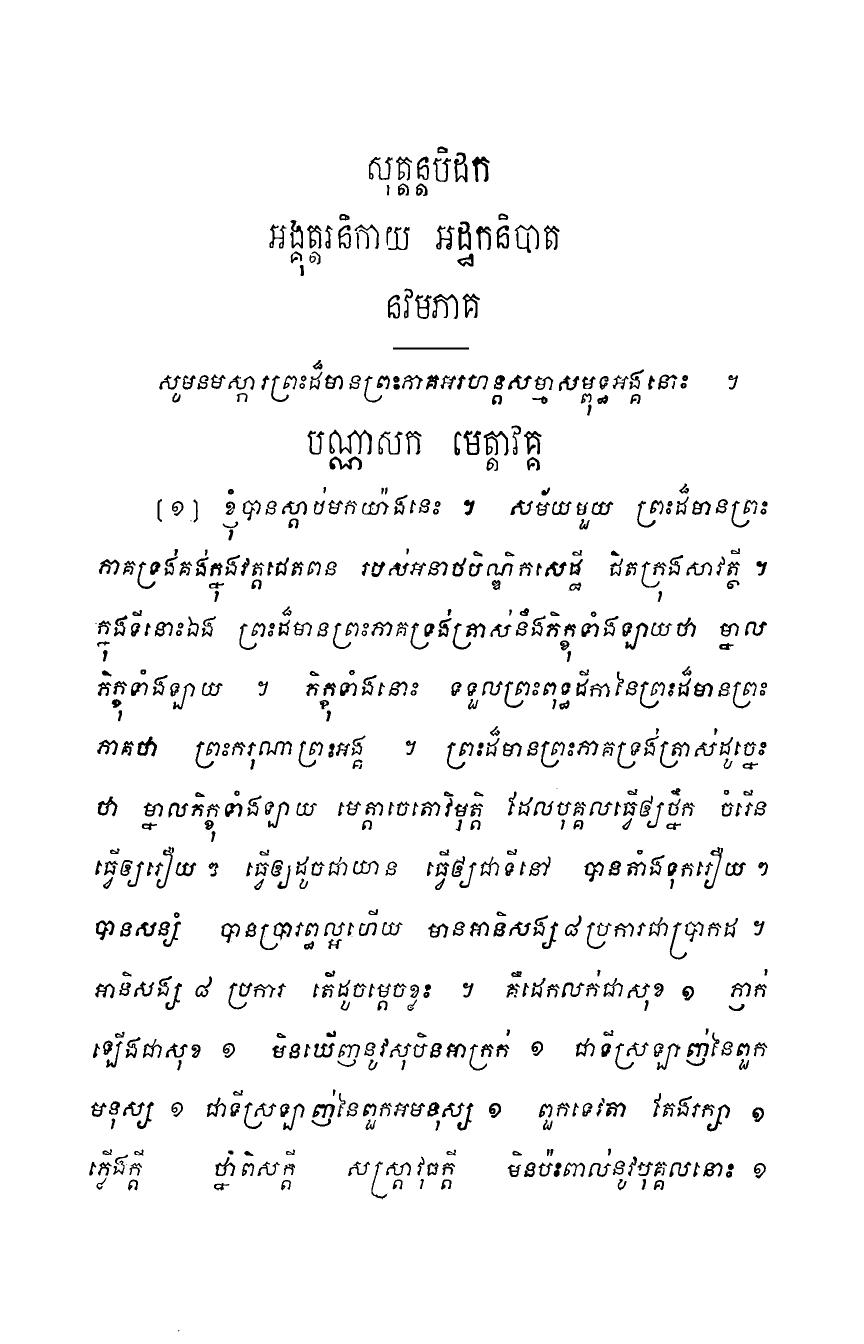 សុត្តន្តបិដក
អង្គុត្តរនិកាយ អដ្ឋកនិបាត
នវមភាគ
សូមនមស្ការព្រះដ៏មានព្រះភាគអរហន្តសម្មាសម្ពុទ្ធអង្គនោះ ។
បណ្ណាសក មេត្តាវគ្គ
[១] ខ្ញុំបានស្តាប់មកយ៉ាងនេះ ។ សម័យមួយ ព្រះដ៏មានព្រះ
ភាគទ្រង់គង់ក្នុងវត្តជេតពន របស់អនាថបិណ្ឌិកសេដ្ឋី ជិតក្រុងសាវត្ថី ។
ក្នុងទីនោះឯង ព្រះដ៏មានព្រះភាគទ្រង់ត្រាស់នឹងភិក្ខុទាំងឡាយថា ម្នាល
ភិក្ខុទាំងឡាយ ។ ភិក្ខុទាំងនោះ ទទួលព្រះពុទ្ធដីកានៃព្រះដ៏មានព្រះ
ភាគថា ព្រះករុណាព្រះអង្គ ។ ព្រះដ៏មានព្រះភាគទ្រង់ត្រាស់ដូច្នេះ
ថា ម្នាលភិក្ខុទាំងឡាយ មេត្តាចេតោវិមុត្តិ ដែលបុគ្គលធ្វើឲ្យថ្នឹក ចំរើន
ធ្វើឲ្យរឿយ ៗ ធ្វើឲ្យដូចជាយាន ធ្វើឲ្យជាទីនៅ បានតាំងទុករឿយ ៗ
បានសន្សំ បានប្រារព្ធល្អហើយ មានអានិសង្ស ៨ ប្រការជាប្រាកដ ។
អានិសង្ស ៨ ប្រការ តើដូចម្តេចខ្លះ ។ គឺដេកលក់ជាសុខ ១ ភ្ញាក់
ឡើងជាសុខ ១ មិនឃើញនូវសុបិនអាក្រក់ ១ ជាទីស្រឡាញ់នៃពួក
មនុស្ស ១ ជាទីស្រឡាញ់នៃពួកអមនុស្ស ១ ពួកទេវតា តែងរក្សា ១
ភ្លើងក្តី ថ្នាំពិសក្តី សស្ត្រាវុធក្តី មិនប៉ះពាល់នូវបុគ្គលនោះ ១